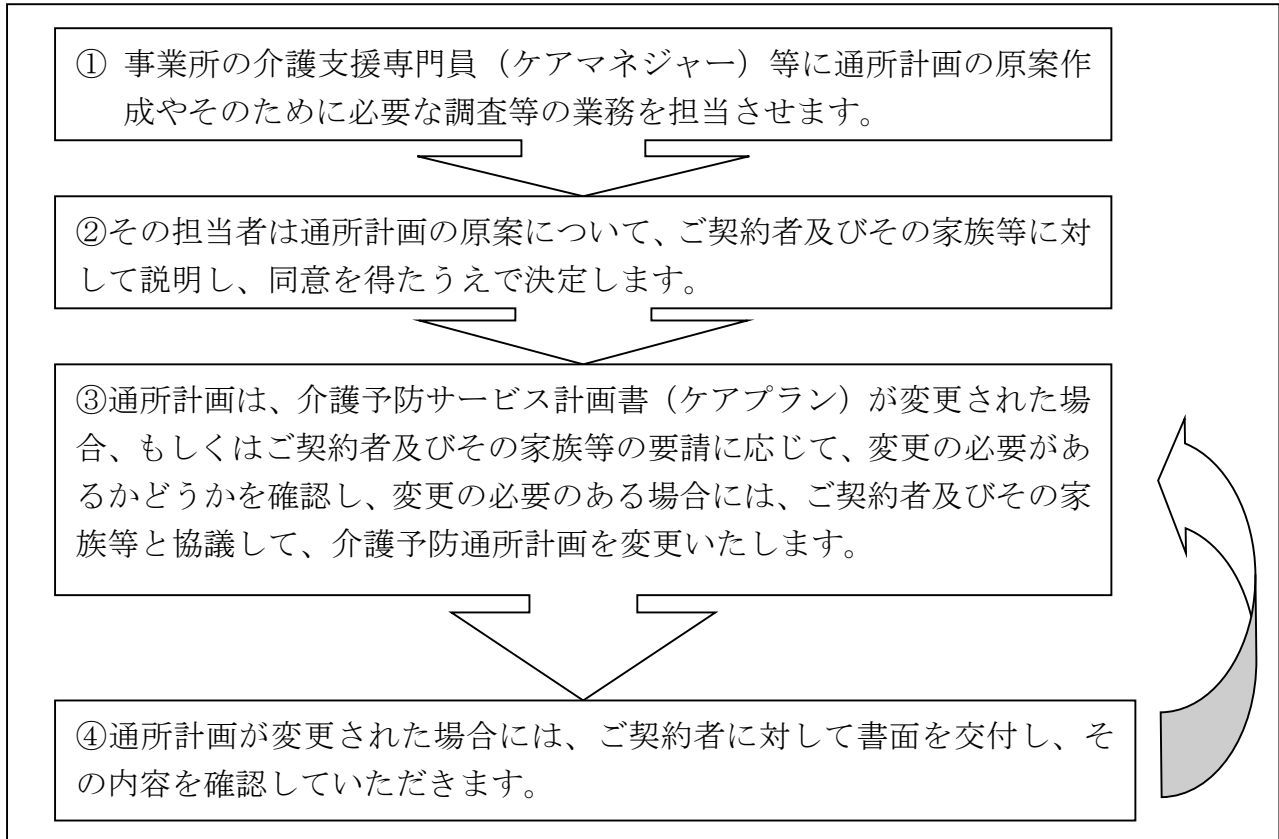 ① 事業所の介護支援専門員（ケアマネジャー）等に通所計画の原案作
成やそのために必要な調査等の業務を担当させます。
②その担当者は通所計画の原案について、ご契約者及びその家族等に対
して説明し、同意を得たうえで決定します。
③通所計画は、介護予防サービス計画書（ケアプラン）が変更された場
合、もしくはご契約者及びその家族等の要請に応じて、変更の必要があ
るかどうかを確認し、変更の必要のある場合には、ご契約者及びその家
族等と協議して、介護予防通所計画を変更いたします。
④通所計画が変更された場合には、ご契約者に対して書面を交付し、そ
の内容を確認していただきます。